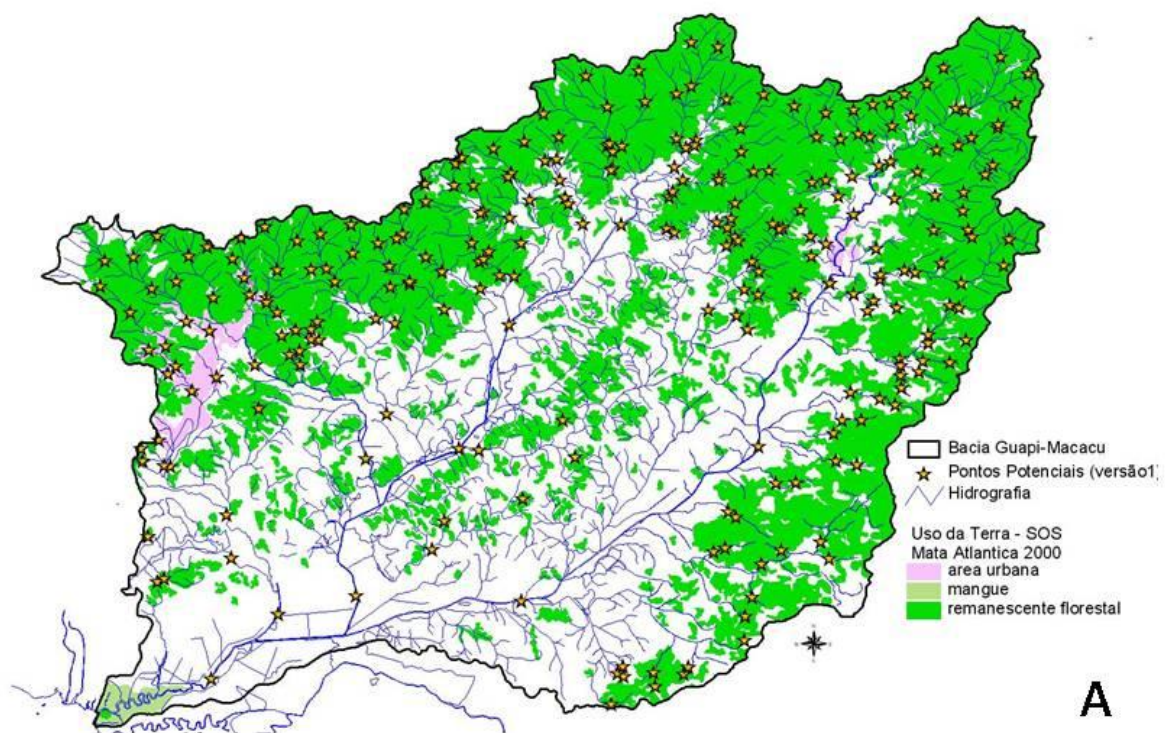 Bacia Guapi-Macacu
Pontos Potenciais (versão1)
Hidrografia
Uso da Terra - SOS
Mata Atlantica 2000
area urbana
mangue
remanescente florestal
A